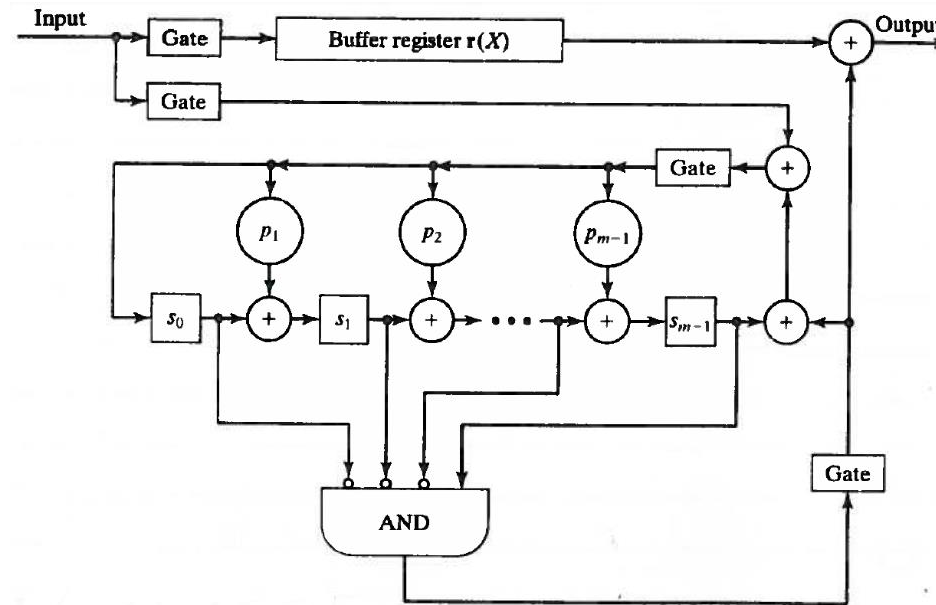 Input
Gate
Buffer register r(X)
+
Output
Gate
Gate
+
p₁
p₂
pₘ₋₁
s₀
+
s₁
+
+
sₘ₋₁
+
Gate
AND